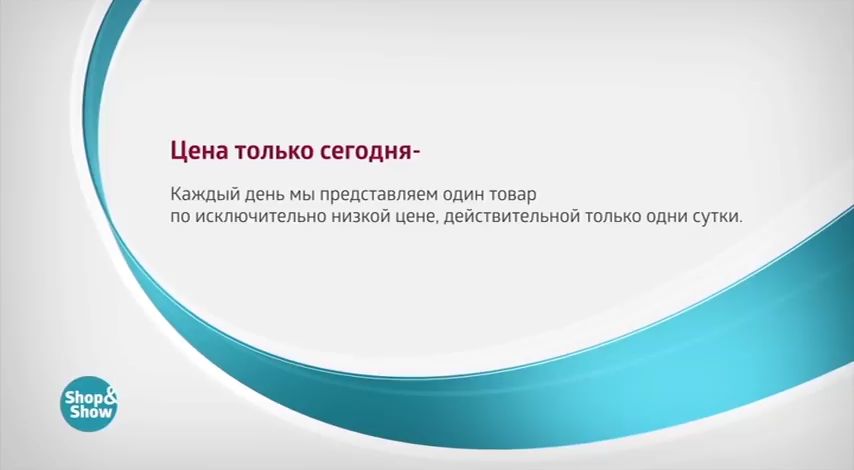 Цена только сегодня-
Каждый день мы представляем один товар
по исключительно низкой цене, действительной только одни сутки.
Shop&
Show